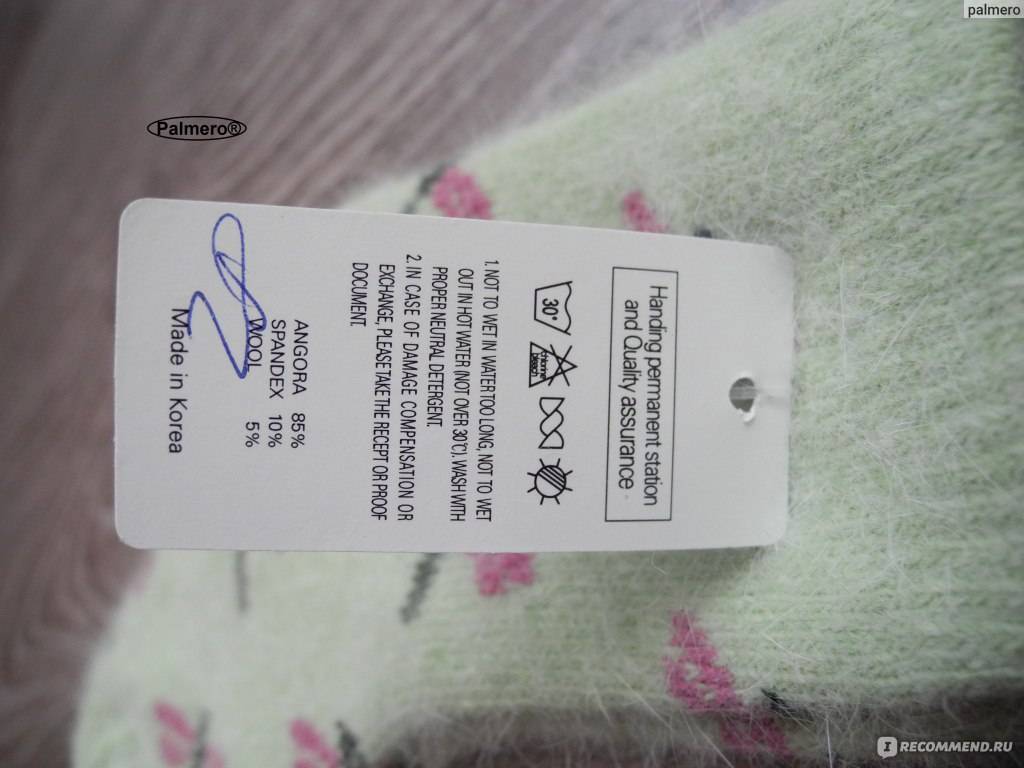 palmero
Palmero®
Handing permanent station
and Quality assurance
30°
chlorine
bleach
1. NOT TO WET IN WATER TOO LONG, NOT TO WET
OUT IN HOT WATER (NOT OVER 30℃). WASH WITH
PROPER NEUTRAL DETERGENT.
2. IN CASE OF DAMAGE COMPENSATION OR
EXCHANGE, PLEASE TAKE THE RECEPT OR PROOF
DOCUMENT.
ANGORA 85%
SPANDEX 10%
WOOL 5%
Made in Korea
IRECOMMEND.RU